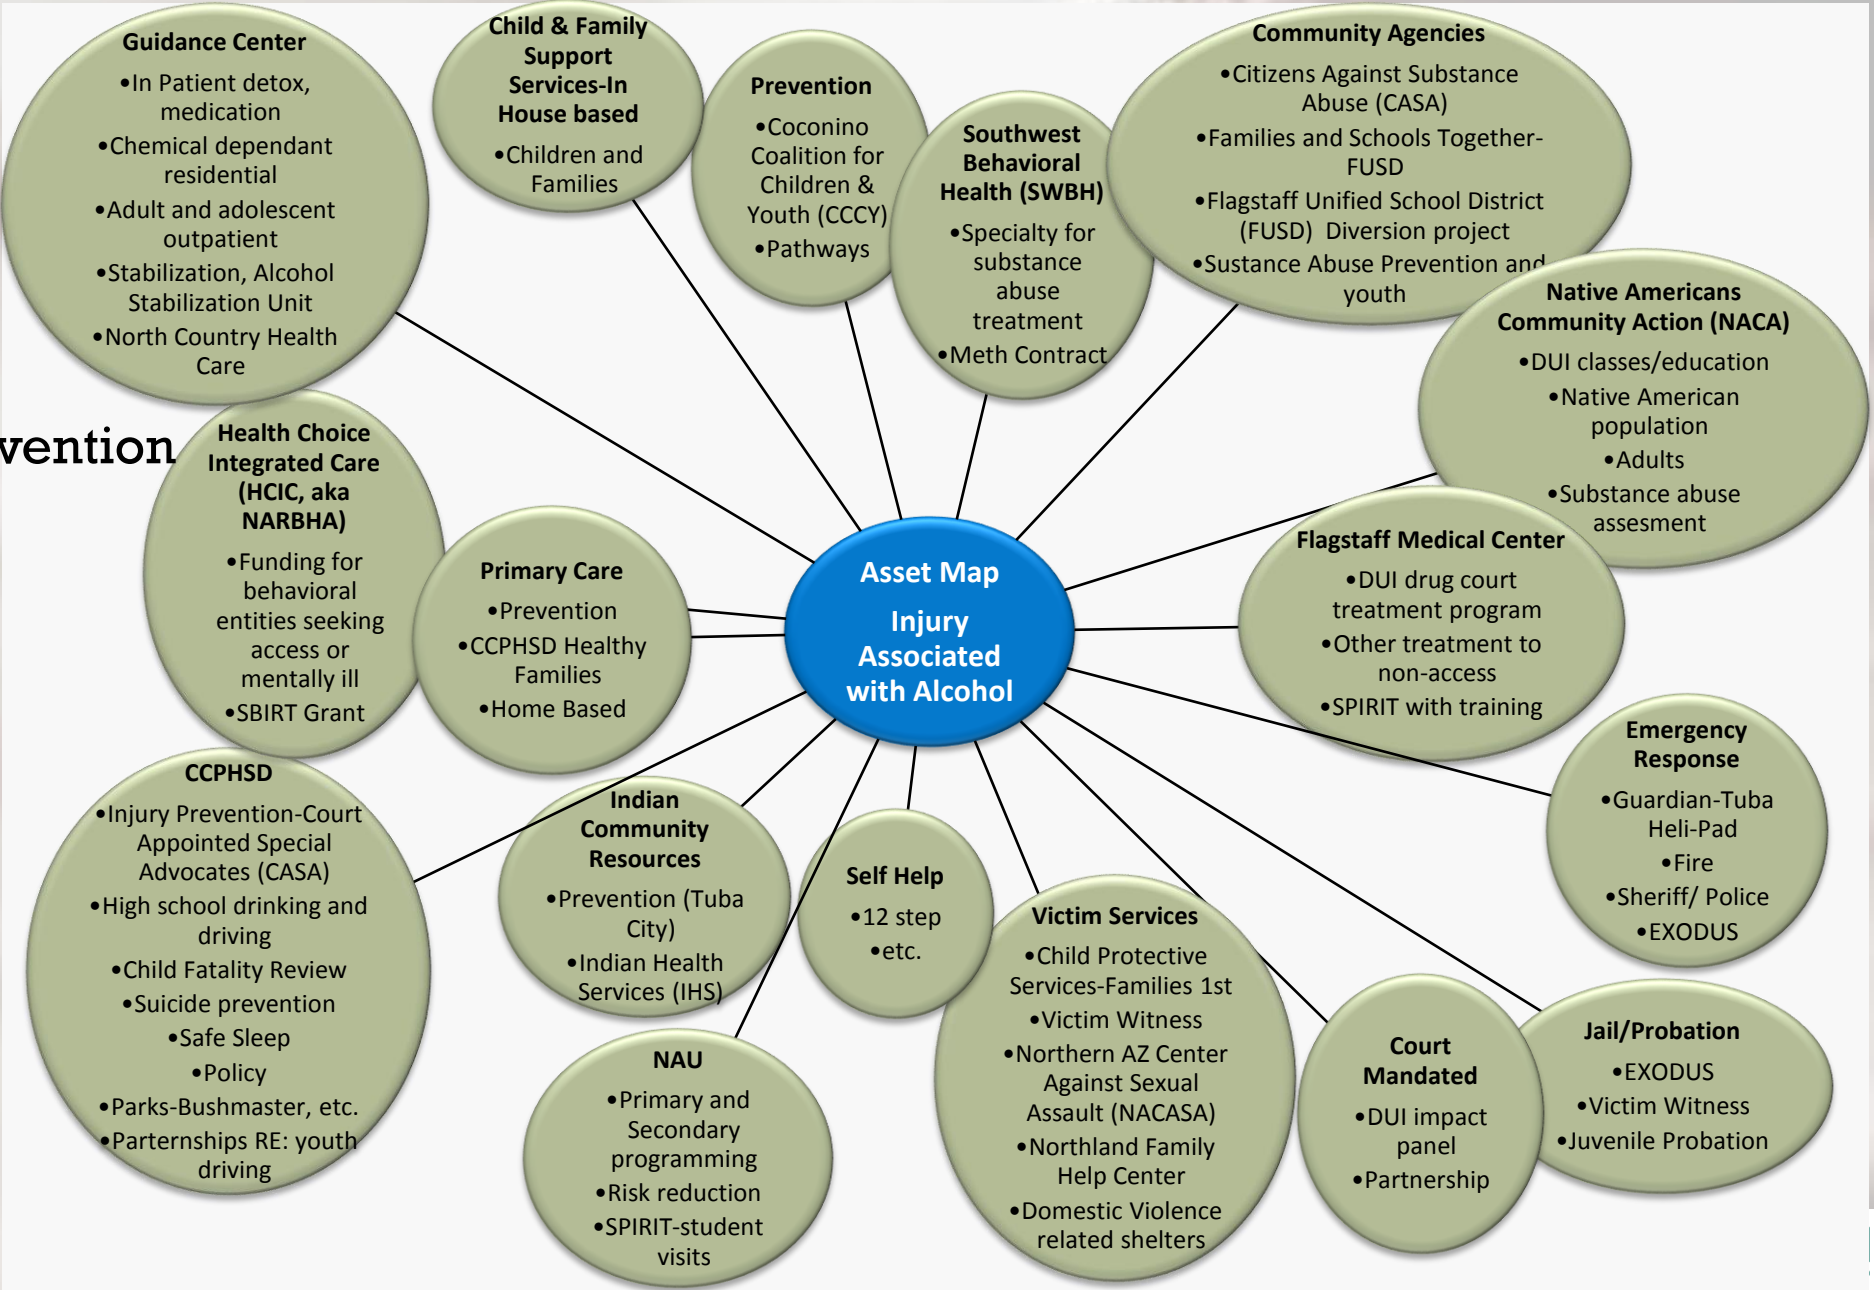 Guidance Center
•In Patient detox,
medication
•Chemical dependant
residential
•Adult and adolescent
outpatient
•Stabilization, Alcohol
Stabilization Unit
•North Country Health
Care
Child & Family
Support
Services-In
House based
•Children and
Families
Prevention
•Coconino
Coalition for
Children &
Youth (CCCY)
•Pathways
Southwest
Behavioral
Health (SWBH)
•Specialty for
substance
abuse
treatment
•Meth Contract
Community Agencies
•Citizens Against Substance
Abuse (CASA)
•Families and Schools Together-
FUSD
•Flagstaff Unified School District
(FUSD) Diversion project
•Sustance Abuse Prevention and
youth
Native Americans
Community Action (NACA)
•DUI classes/education
•Native American
population
•Adults
•Substance abuse
assesment
vention
Health Choice
Integrated Care
(HCIC, aka
NARBHA)
•Funding for
behavioral
entities seeking
access or
mentally ill
•SBIRT Grant
Primary Care
•Prevention
•CCPHSD Healthy
Families
•Home Based
Asset Map
Injury
Associated
with Alcohol
Flagstaff Medical Center
•DUI drug court
treatment program
•Other treatment to
non-access
•SPIRIT with training
Emergency
Response
•Guardian-Tuba
Heli-Pad
•Fire
•Sheriff/ Police
•EXODUS
CCPHSD
•Injury Prevention-Court
Appointed Special
Advocates (CASA)
•High school drinking and
driving
•Child Fatality Review
•Suicide prevention
•Safe Sleep
•Policy
•Parks-Bushmaster, etc.
•Parternships RE: youth
driving
Indian
Community
Resources
•Prevention (Tuba
City)
•Indian Health
Services (IHS)
Self Help
•12 step
•etc.
NAU
•Primary and
Secondary
programming
•Risk reduction
•SPIRIT-student
visits
Victim Services
•Child Protective
Services-Families 1st
•Victim Witness
•Northern AZ Center
Against Sexual
Assault (NACASA)
•Northland Family
Help Center
•Domestic Violence
related shelters
Court
Mandated
•DUI impact
panel
•Partnership
Jail/Probation
•EXODUS
•Victim Witness
•Juvenile Probation